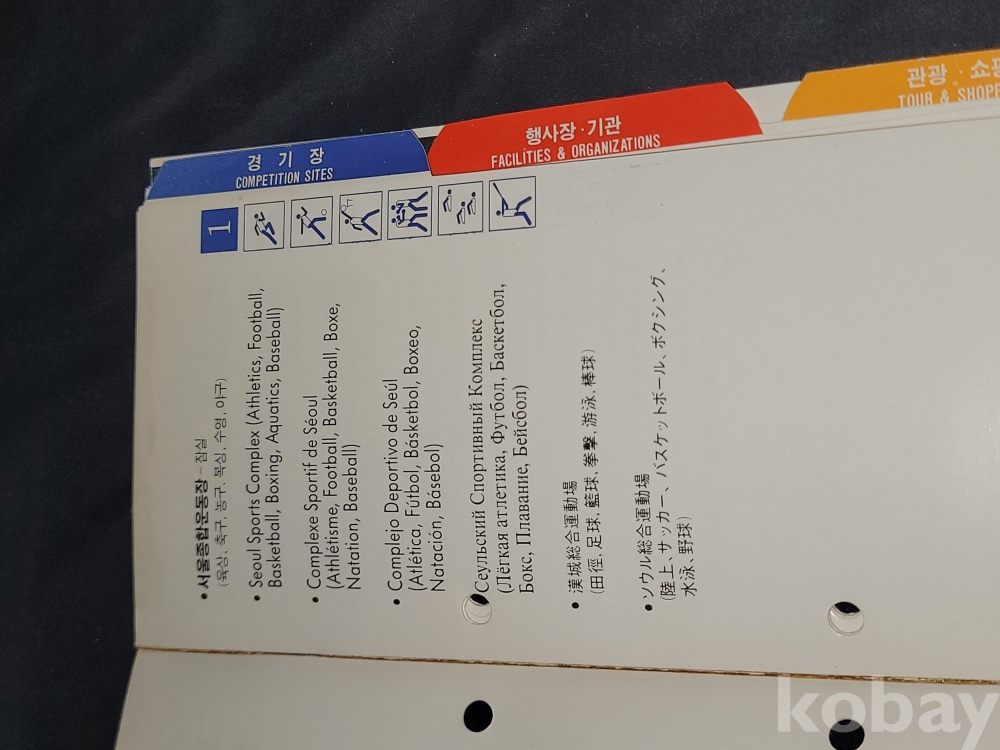 경 기 장
COMPETITION SITES
행사장·기관
FACILITIES & ORGANIZATIONS
관광 · 쇼핑
TOUR & SHOPP
1
• 서울종합운동장 – 잠실
(육상, 축구, 농구, 복싱, 수영, 야구)
• Seoul Sports Complex (Athletics, Football,
Basketball, Boxing, Aquatics, Baseball)
• Complexe Sportif de Séoul
(Athlétisme, Football, Basketball, Boxe,
Natation, Baseball)
• Complejo Deportivo de Seúl
(Atlética, Fútbol, Básketbol, Boxeo,
Natación, Básebol)
Сеульский Спортивный Комплекс
(Лёгкая атлетика, Футбол, Баскетбол,
Бокс, Плавание, Бейсбол)
• 漢城総合運動場
(田徑、足球、籃球、拳擊、游泳、棒球)
• ソウル総合運動場
(陸上、サッカー、バスケットボール、ボクシング、
水泳、野球)
kobay